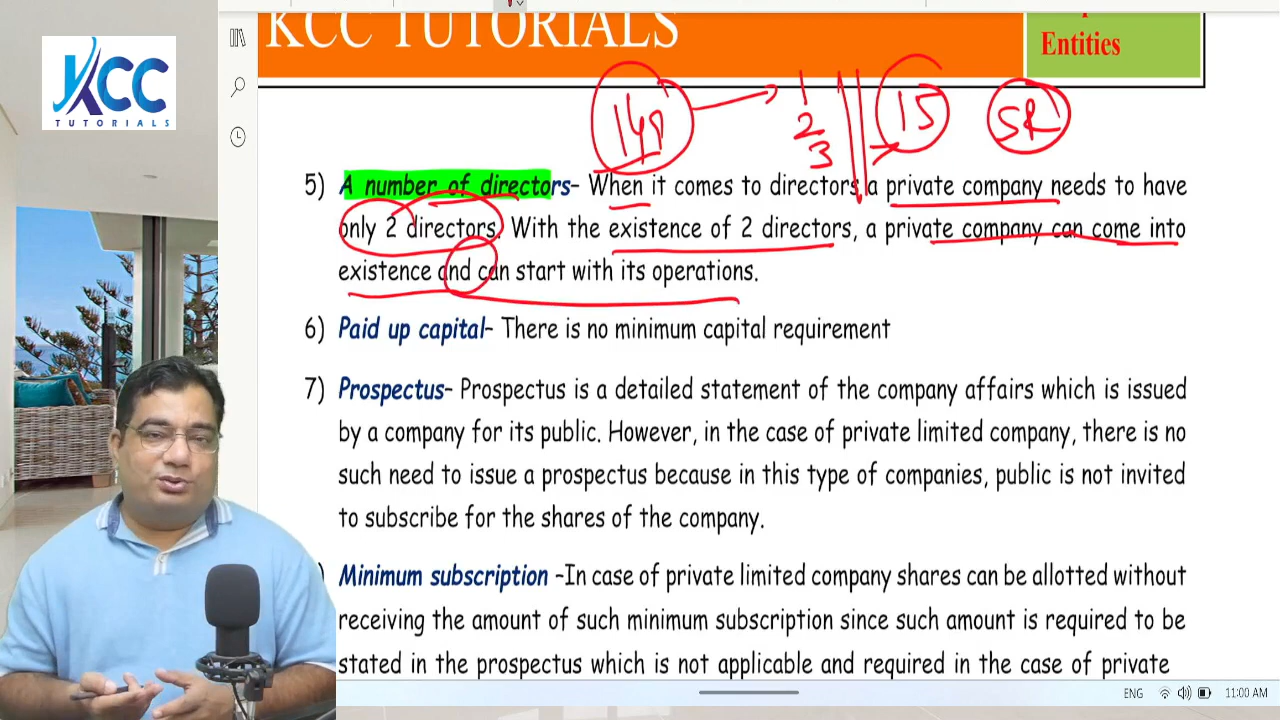 KCC TUTORIALS
Entities
KCC
TUTORIALS
1
2
3
15
SR
5) A number of directors– When it comes to directors, a private company needs to have
only 2 directors. With the existence of 2 directors, a private company can come into
existence and can start with its operations.
6) Paid up capital– There is no minimum capital requirement
7) Prospectus– Prospectus is a detailed statement of the company affairs which is issued
by a company for its public. However, in the case of private limited company, there is no
such need to issue a prospectus because in this type of companies, public is not invited
to subscribe for the shares of the company.
) Minimum subscription –In case of private limited company shares can be allotted without
receiving the amount of such minimum subscription since such amount is required to be
stated in the prospectus which is not applicable and required in the case of private
ENG 11:00 AM